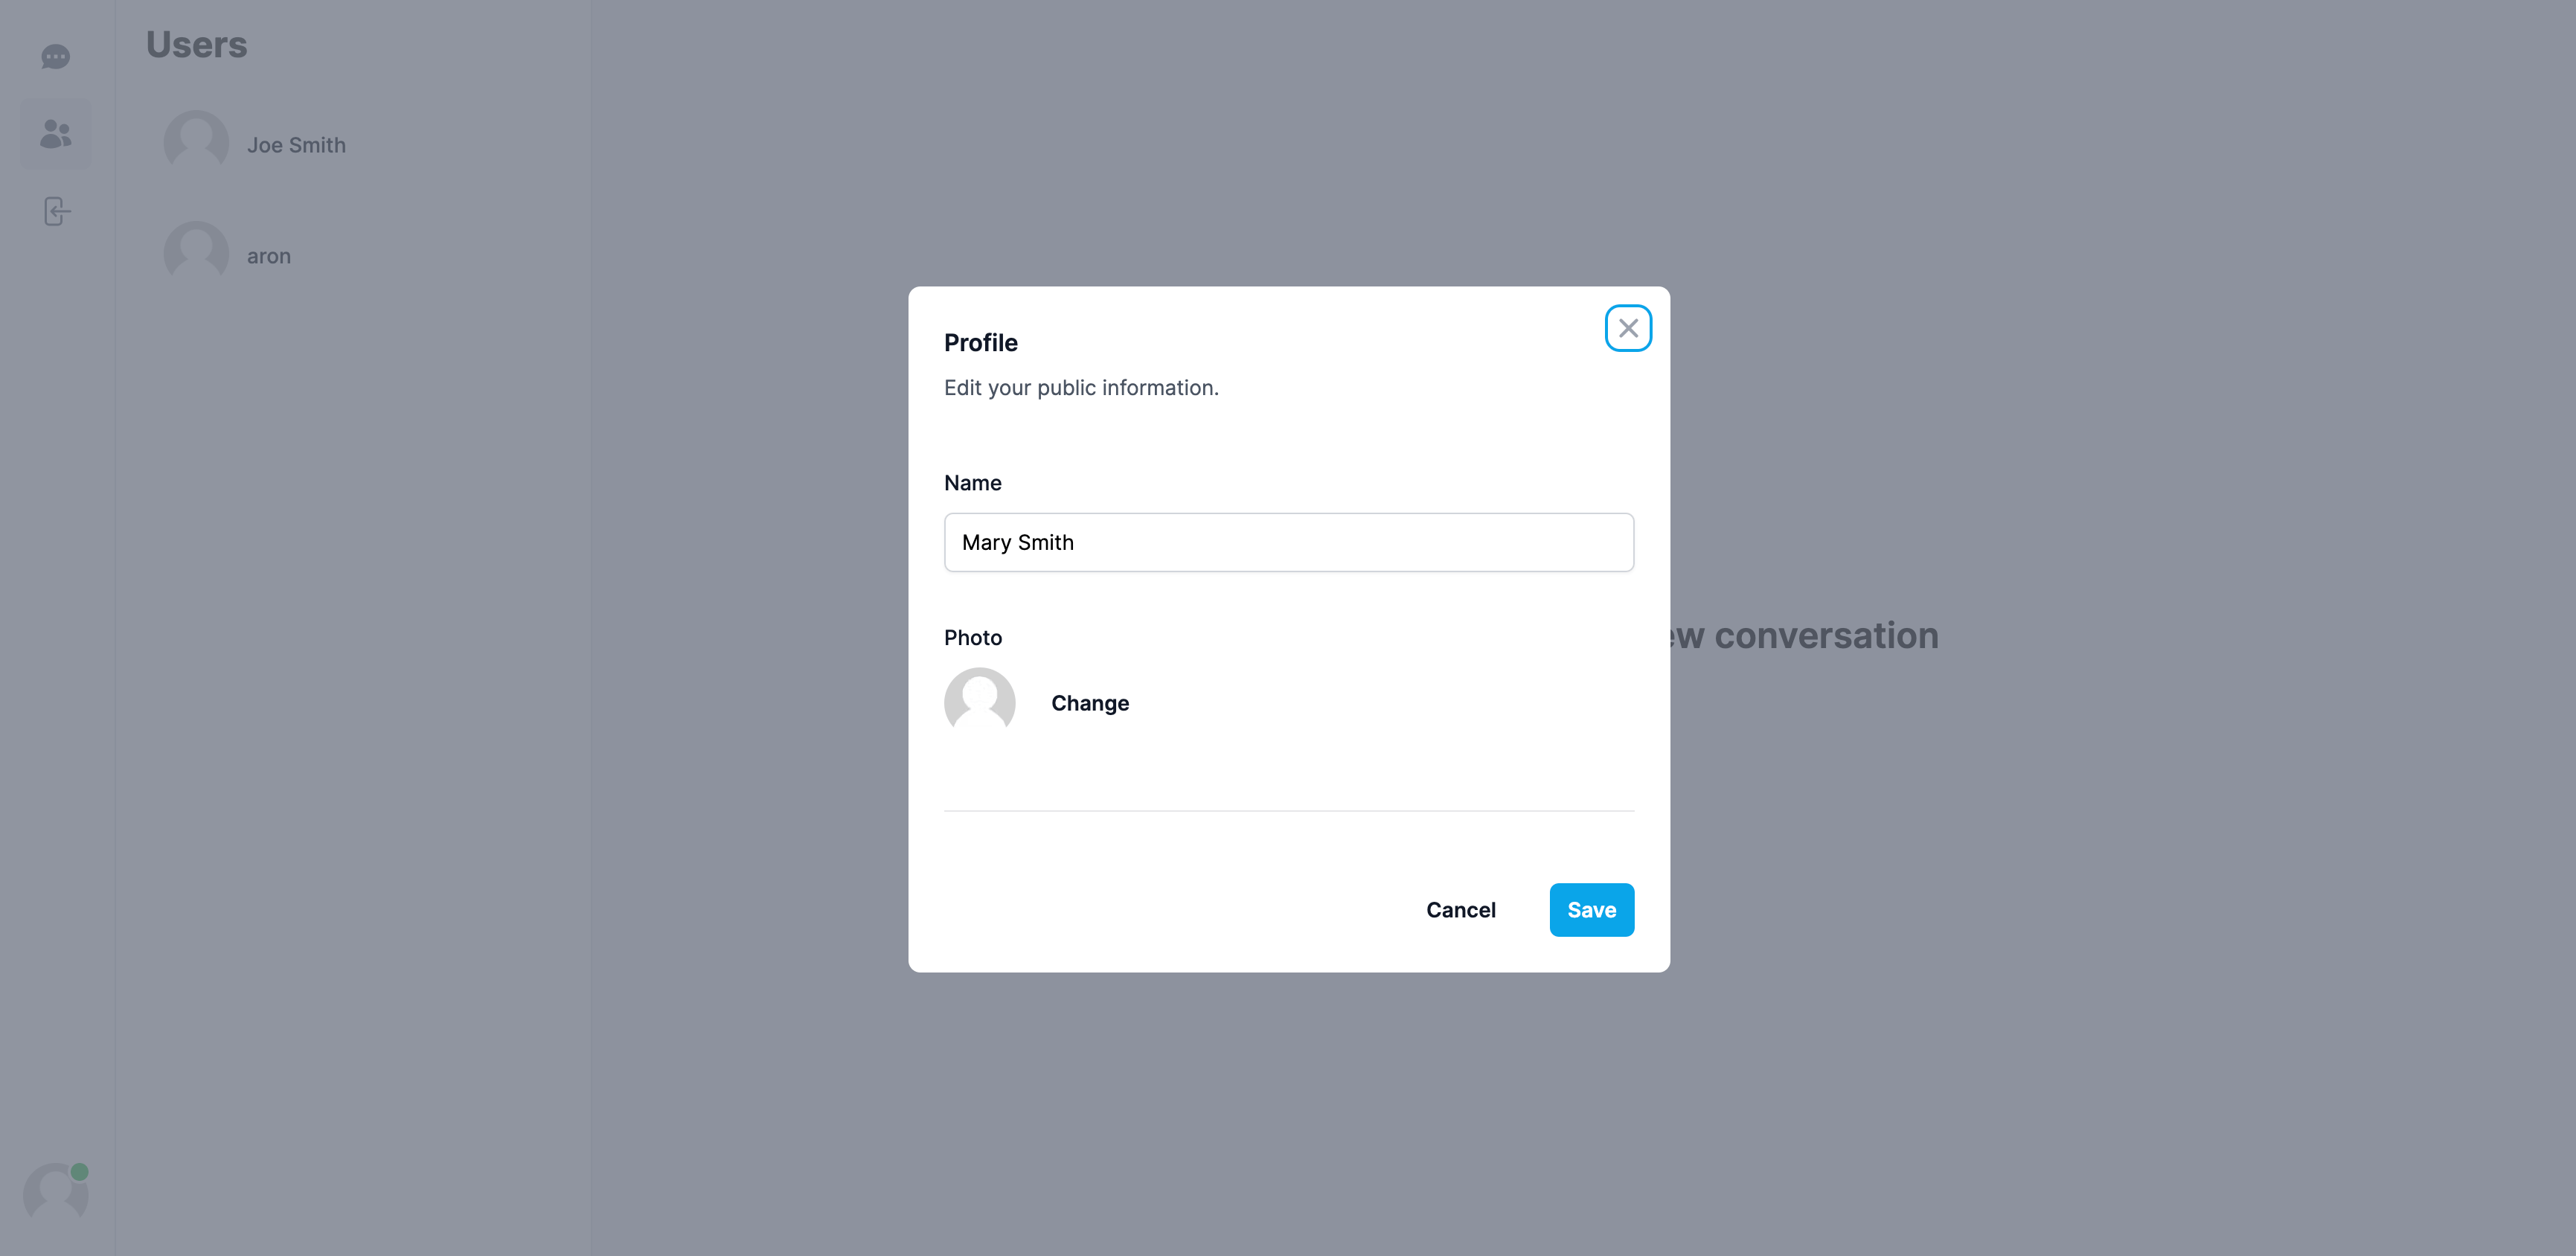 Users
Joe Smith
aron
Profile
Edit your public information.
Name
Mary Smith
Photo
Change
ew conversation
Cancel
Save